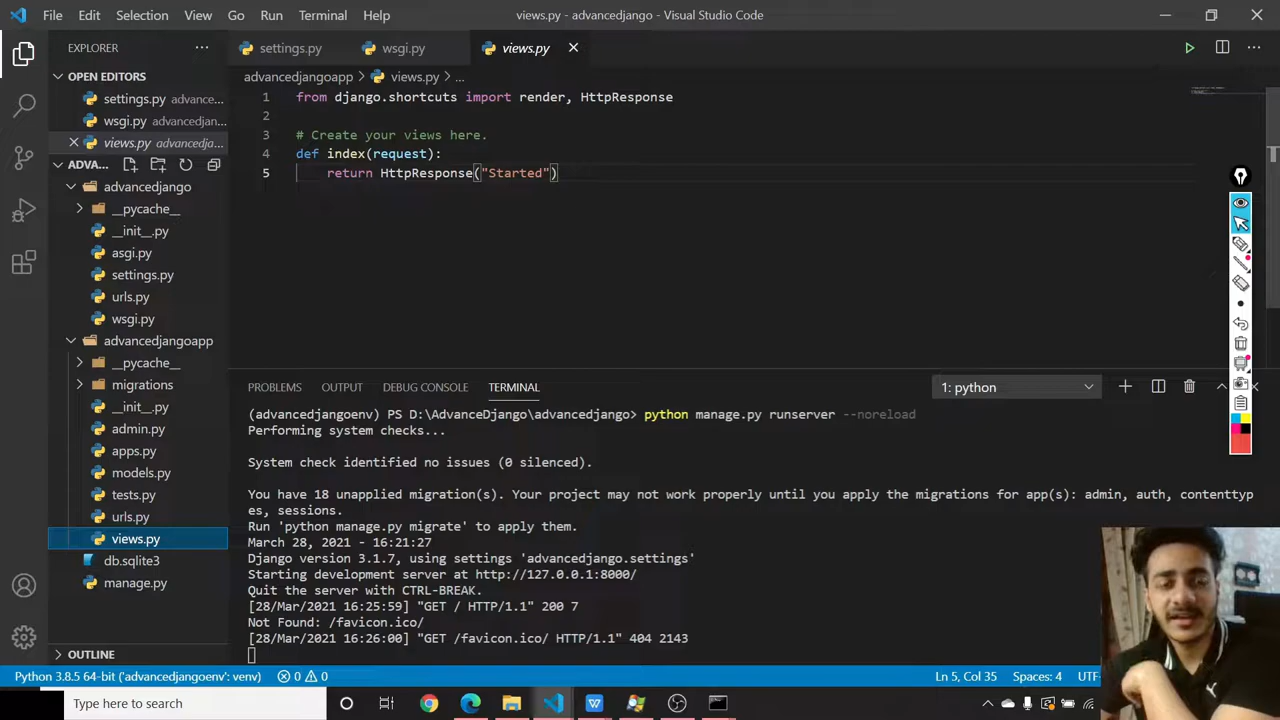 File Edit Selection View Go Run Terminal Help views.py - advancedjango - Visual Studio Code
EXPLORER
OPEN EDITORS
settings.py advance...
wsgi.py advancedjan...
views.py advancedja...
ADVA...
advancedjango
__pycache__
__init__.py
asgi.py
settings.py
urls.py
wsgi.py
advancedjangoapp
__pycache__
migrations
__init__.py
admin.py
apps.py
models.py
tests.py
urls.py
views.py
db.sqlite3
manage.py
OUTLINE
settings.py wsgi.py views.py
advancedjangoapp > views.py > ...
1 from django.shortcuts import render, HttpResponse
2
3 # Create your views here.
4 def index(request):
5 return HttpResponse("Started")
PROBLEMS OUTPUT DEBUG CONSOLE TERMINAL 1: python
(advancedjangoenv) PS D:\AdvanceDjango\advancedjango> python manage.py runserver --noreload
Performing system checks...
System check identified no issues (0 silenced).
You have 18 unapplied migration(s). Your project may not work properly until you apply the migrations for app(s): admin, auth, contenttyp
es, sessions.
Run 'python manage.py migrate' to apply them.
March 28, 2021 - 16:21:27
Django version 3.1.7, using settings 'advancedjango.settings'
Starting development server at http://127.0.0.1:8000/
Quit the server with CTRL-BREAK.
[28/Mar/2021 16:25:59] "GET / HTTP/1.1" 200 7
Not Found: /favicon.ico/
[28/Mar/2021 16:26:00] "GET /favicon.ico/ HTTP/1.1" 404 2143
Python 3.8.5 64-bit ('advancedjangoenv': venv) 0 0 Ln 5, Col 35 Spaces: 4 UTF-
Type here to search